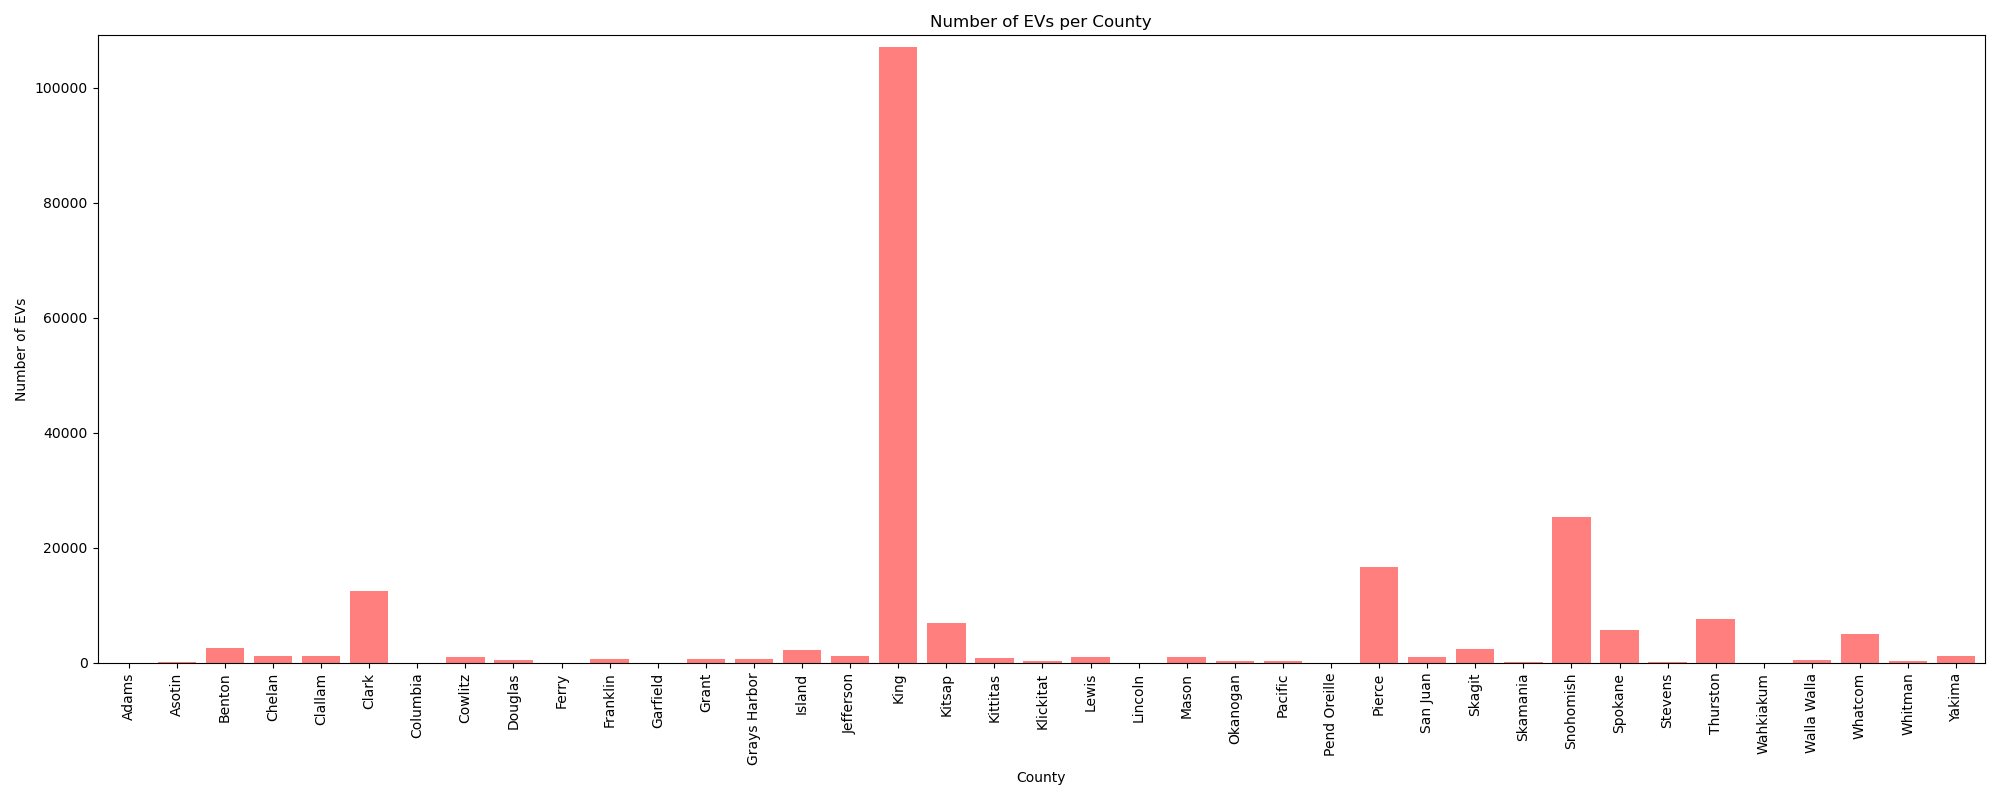 Number of EVs per County
Number of EVs
100000
80000
60000
40000
20000
0
Adams
Asotin
Benton
Chelan
Clallam
Clark
Columbia
Cowlitz
Douglas
Ferry
Franklin
Garfield
Grant
Grays Harbor
Island
Jefferson
King
Kitsap
Kittitas
Klickitat
Lewis
Lincoln
Mason
Okanogan
Pacific
Pend Oreille
Pierce
San Juan
Skagit
Skamania
Snohomish
Spokane
Stevens
Thurston
Wahkiakum
Walla Walla
Whatcom
Whitman
Yakima
County